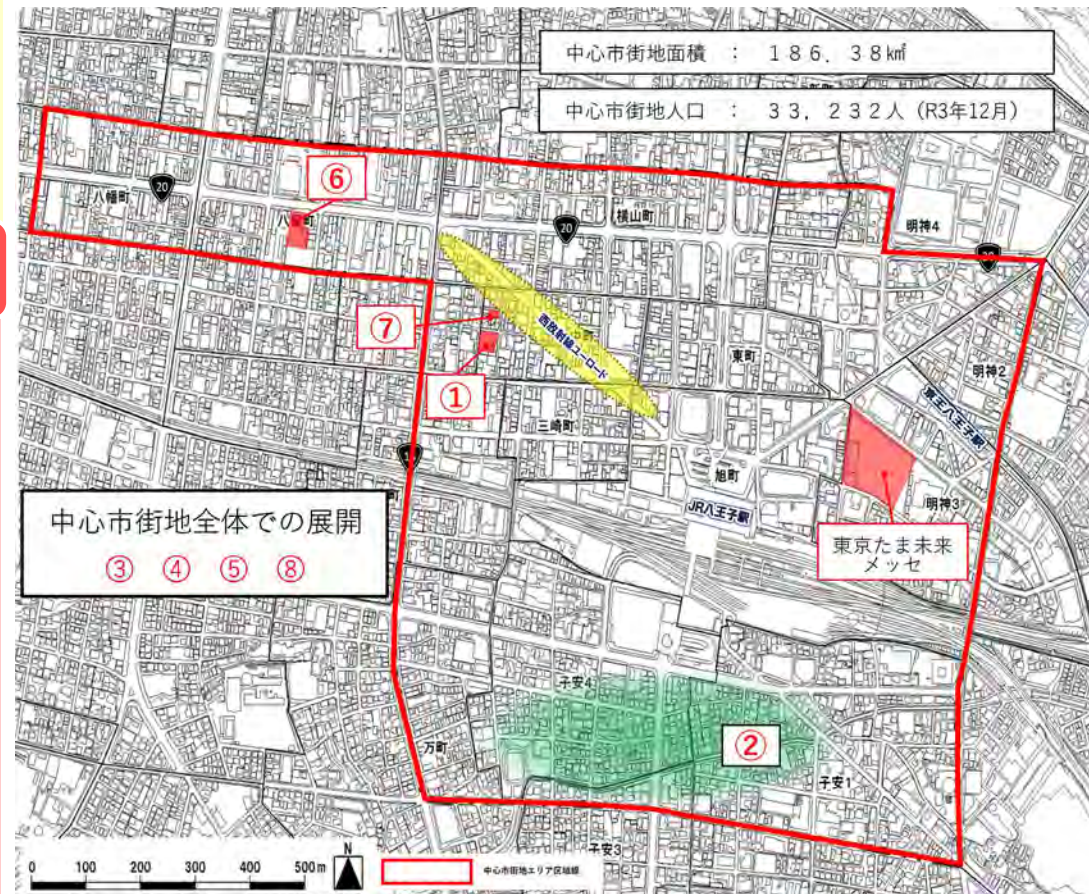 中心市街地面積 : 186.38㎢
中心市街地人口 : 33,232人(R3年12月)
八幡町
20
⑥
八
町
20
横山町
明神4
20
⑦
①
西放射線ユーロード
東町
明神2
京王八王子駅
三崎町
旭町
JR八王子駅
明神3
東京たま未来
メッセ
町
中心市街地全体での展開
③ ④ ⑤ ⑧
子安4
②
万町
子安1
子安3
0 100 200 300 400 500m
N
中心市街地エリア区域線